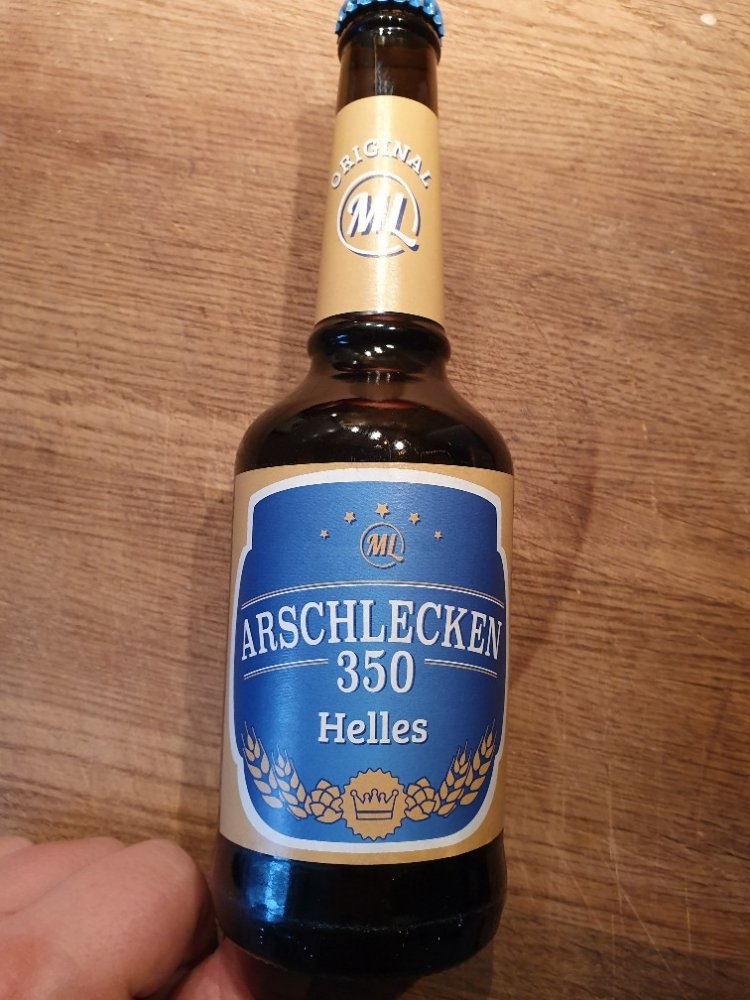 ORIGINAL
ML
ML
ARSCHLECKEN
350
Helles